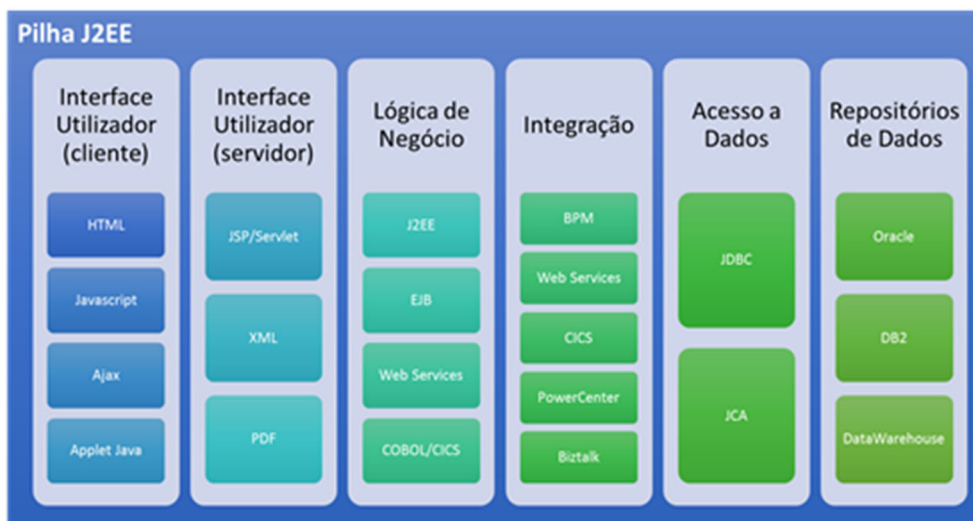 Pilha J2EE
Interface
Utilizador
(cliente)
HTML
Javascript
Ajax
Applet Java
Interface
Utilizador
(servidor)
JSP/Servlet
XML
PDF
Lógica de
Negócio
J2EE
EJB
Web Services
COBOL/CICS
Integração
BPM
Web Services
CICS
PowerCenter
Biztalk
Acesso a
Dados
JDBC
JCA
Repositórios
de Dados
Oracle
DB2
DataWarehouse